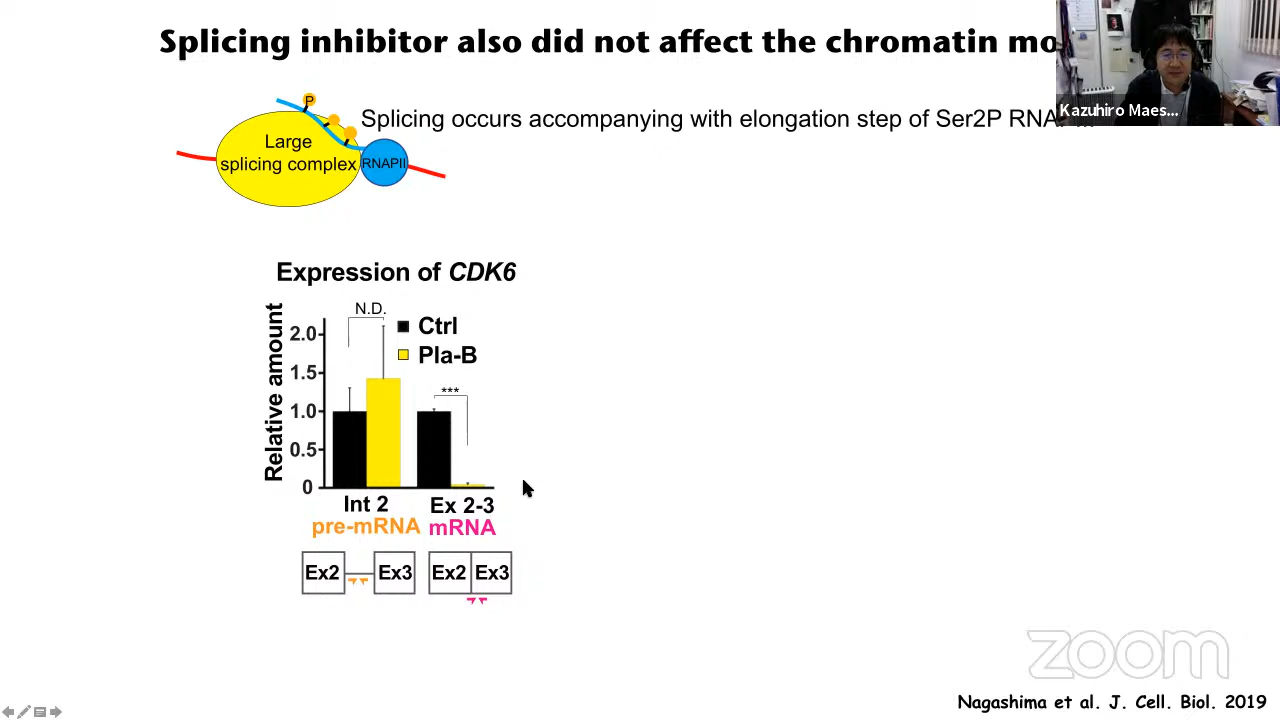 Splicing inhibitor also did not affect the chromatin mo
Kazuhiro Maes...
P
Splicing occurs accompanying with elongation step of Ser2P RNA
Large
splicing complex
RNAPII
Expression of CDK6
N.D.
Ctrl
Pla-B
***
Relative amount
2.0
1.5
1.0
0.5
0
Int 2
Ex 2-3
pre-mRNA
mRNA
Ex2
Ex3
Ex2
Ex3
zoom
Nagashima et al. J. Cell. Biol. 2019